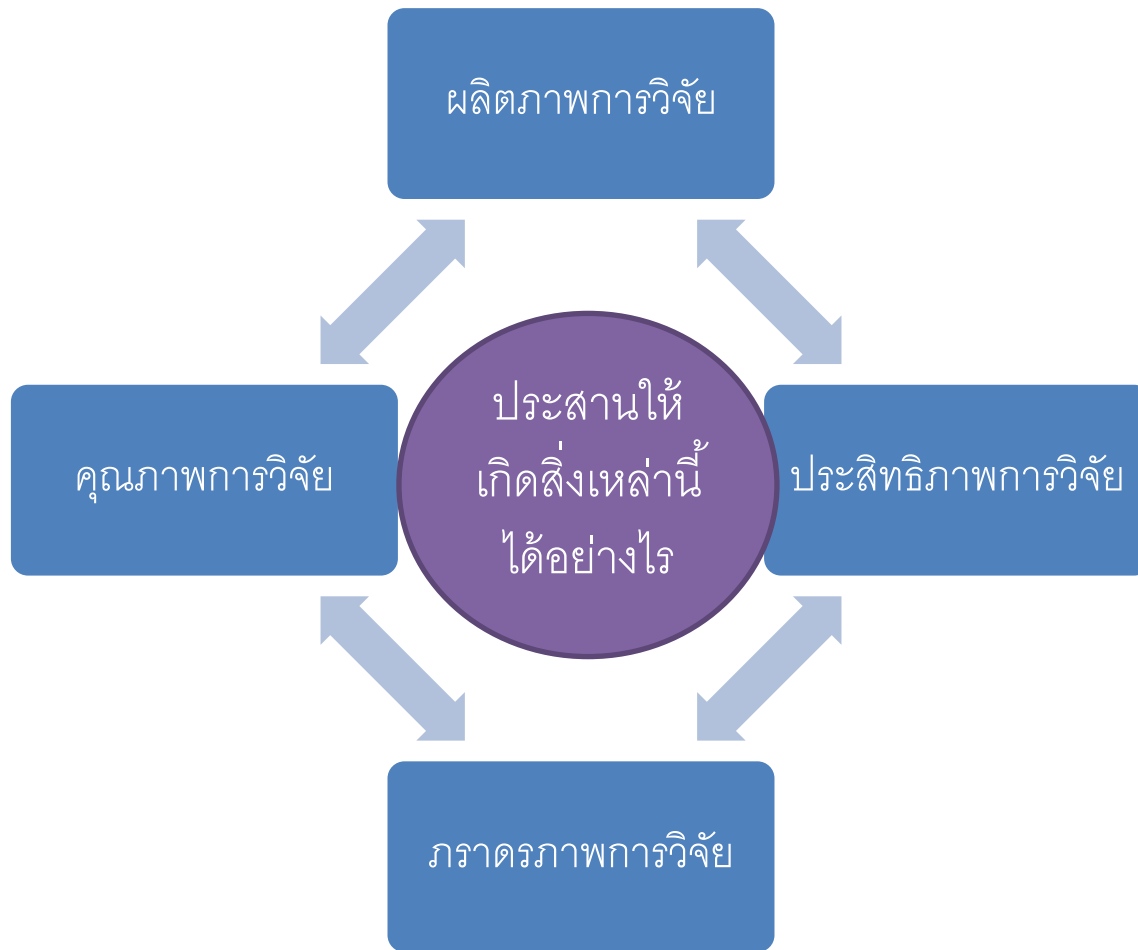 ผลิตภาพการวิจัย
คุณภาพการวิจัย
ประสานให้
เกิดสิ่งเหล่านี้
ได้อย่างไร
ประสิทธิภาพการวิจัย
ภราดรภาพการวิจัย